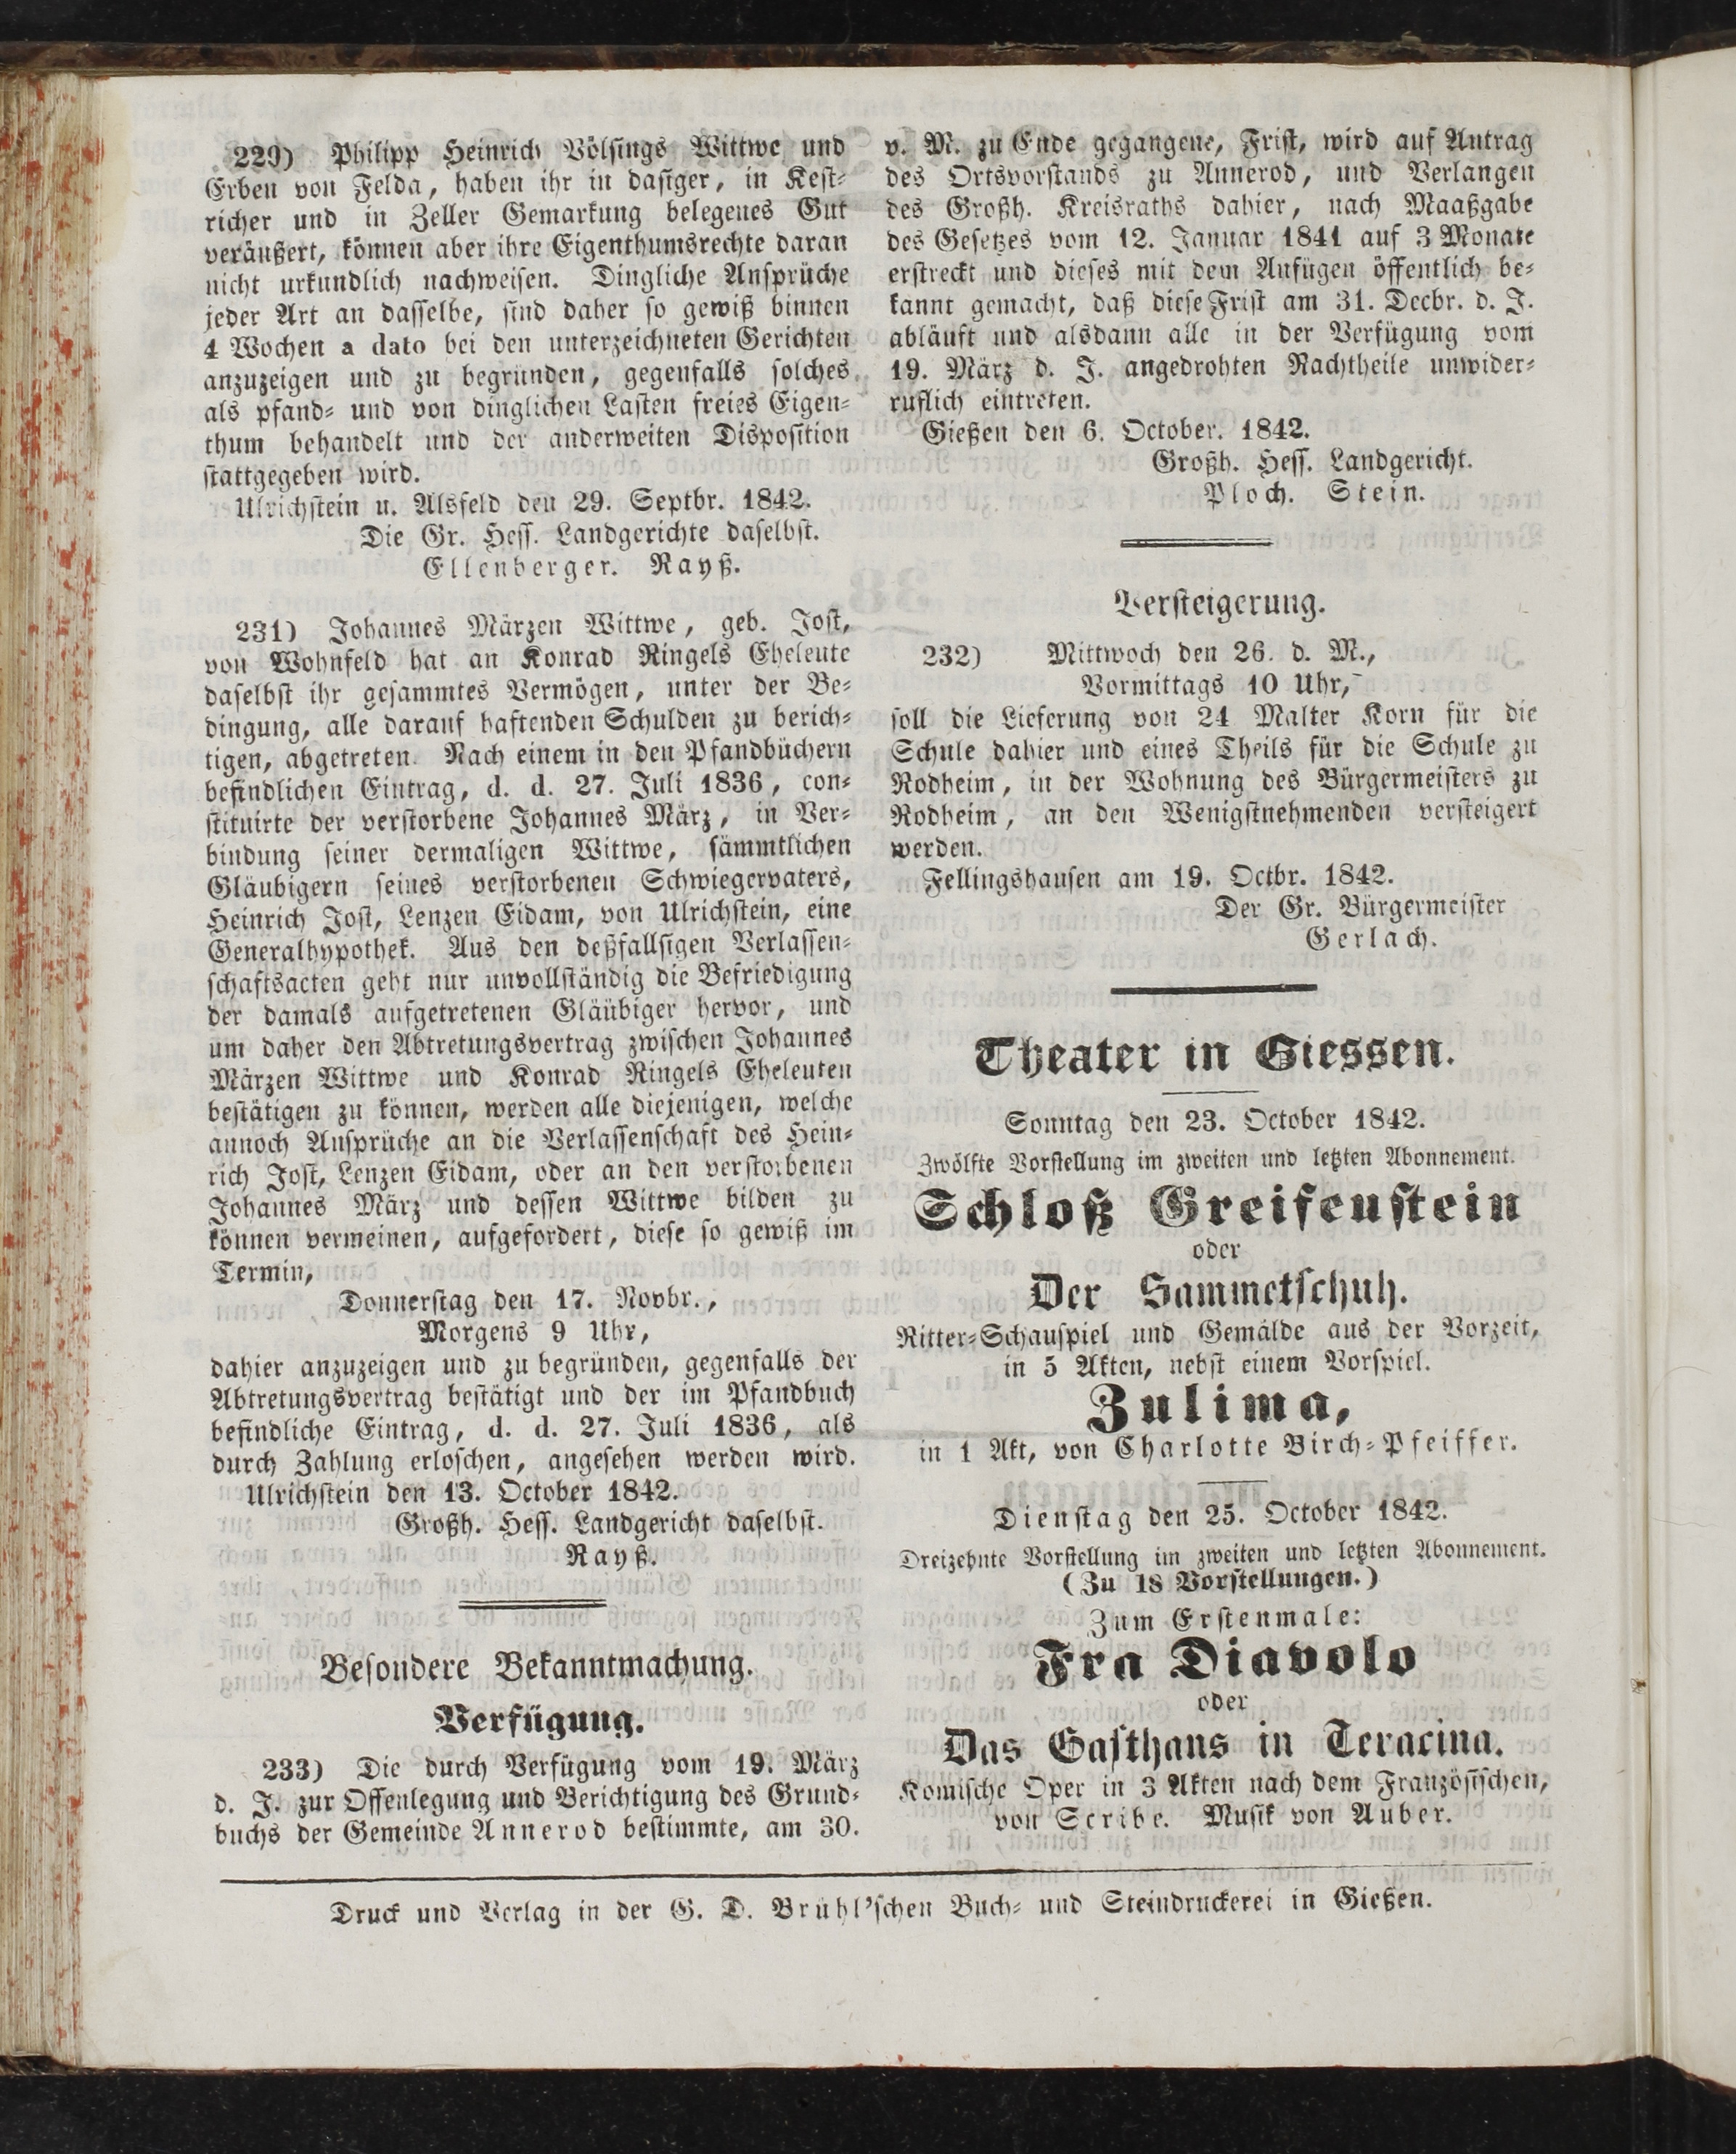 229) Philipp Heinrich Völsings Wittwe und
Erben von Felda, haben ihr in dasiger, in Kest-
richer und in Zeller Gemarkung belegenes Gut
veräußert, können aber ihre Eigenthumsrechte daran
nicht urkundlich nachweisen. Dingliche Ansprüche
jeder Art an dasselbe, sind daher so gewiß binnen
4 Wochen a dato bei den unterzeichneten Gerichten
anzuzeigen und zu begründen, gegenfalls solches
als pfand- und von dinglichen Lasten freies Eigen-
thum behandelt und der anderweiten Disposition
stattgegeben wird.
Ulrichstein u. Alsfeld den 29. Septbr. 1842.
Die Gr. Hess. Landgerichte daselbst.
Ellenberger. Rayß.
231) Johannes Märzen Wittwe, geb. Jost,
von Wohnfeld hat an Konrad Ringels Eheleute
daselbst ihr gesammtes Vermögen, unter der Be-
dingung, alle darauf haftenden Schulden zu berich-
tigen, abgetreten. Nach einem in den Pfandbüchern
befindlichen Eintrag, d. d. 27. Juli 1836, con-
stituirte der verstorbene Johannes März, in Ver-
bindung seiner dermaligen Wittwe, sämmtlichen
Gläubigern seines verstorbenen Schwiegervaters,
Heinrich Jost, Lenzen Eidam, von Ulrichstein, eine
Generalhypothek. Aus den deßfallsigen Verlassen-
schaftsacten geht nur unvollständig die Befriedigung
der damals aufgetretenen Gläubiger hervor, und
um daher den Abtretungsvertrag zwischen Johannes
Märzen Wittwe und Konrad Ringels Eheleuten
bestätigen zu können, werden alle diejenigen, welche
annoch Ansprüche an die Verlassenschaft des Hein-
rich Jost, Lenzen Eidam, oder an den verstorbenen
Johannes März und dessen Wittwe bilden zu
können vermeinen, aufgefordert, diese so gewiß im
Termin,
Donnerstag den 17. Novbr.,
Morgens 9 Uhr,
dahier anzuzeigen und zu begründen, gegenfalls der
Abtretungsvertrag bestätigt und der im Pfandbuch
befindliche Eintrag, d. d. 27. Juli 1836, als
durch Zahlung erloschen, angesehen werden wird.
Ulrichstein den 13. October 1842.
Großh. Hess. Landgericht daselbst.
Rayß.
Besondere Bekanntmachung.
Verfügung.
233) Die durch Verfügung vom 19. März
d. J. zur Offenlegung und Berichtigung des Grund-
buchs der Gemeinde Annerod bestimmte, am 30.
v. M. zu Ende gegangene, Frist, wird auf Antrag
des Ortsvorstands zu Annerod, und Verlangen
des Großh. Kreisraths dahier, nach Maaßgabe
des Gesetzes vom 12. Januar 1841 auf 3 Monate
erstreckt und dieses mit dem Anfügen öffentlich be-
kannt gemacht, daß diese Frist am 31. Decbr. d. J.
abläuft und alsdann alle in der Verfügung vom
19. März d. J. angedrohten Nachtheile unwider-
ruflich eintreten.
Gießen den 6. October. 1842.
Großh. Hess. Landgericht.
Ploch. Stein.
Versteigerung.
232) Mittwoch den 26. d. M.,
Vormittags 10 Uhr,
soll die Lieferung von 24 Malter Korn für die
Schule dahier und eines Theils für die Schule zu
Rodheim, in der Wohnung des Bürgermeisters zu
Rodheim, an den Wenigstnehmenden versteigert
werden.
Fellingshausen am 19. Octbr. 1842.
Der Gr. Bürgermeister
Gerlach.
Theater in Giessen.
Sonntag den 23. October 1842.
Zwölfte Vorstellung im zweiten und letzten Abonnement.
Schloß Greifenstein
oder
Der Sammetschuh.
Ritter-Schauspiel und Gemälde aus der Vorzeit,
in 5 Akten, nebst einem Vorspiel.
Zulima,
in 1 Akt, von Charlotte Birch-Pfeiffer.
Dienstag den 25. October 1842.
Dreizehnte Vorstellung im zweiten und letzten Abonnement.
(Zu 18 Vorstellungen.)
Zum Erstenmale:
Fra Diavolo
oder
Das Gasthaus in Teracina.
Komische Oper in 3 Akten nach dem Französischen,
von Scribe. Musik von Auber.
Druck und Verlag in der G. D. Brühl'schen Buch- und Steindruckerei in Gießen.